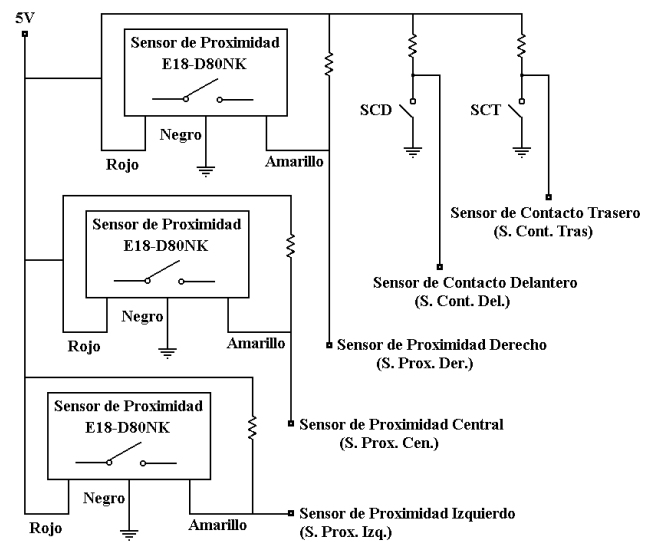 5V
Sensor de Proximidad
E18-D80NK
Negro
Rojo
Amarillo
SCD
SCT
Sensor de Contacto Trasero
(S. Cont. Tras)
Sensor de Contacto Delantero
(S. Cont. Del.)
Sensor de Proximidad
E18-D80NK
Negro
Rojo
Amarillo
Sensor de Proximidad Derecho
(S. Prox. Der.)
Sensor de Proximidad
E18-D80NK
Negro
Rojo
Amarillo
Sensor de Proximidad Central
(S. Prox. Cen.)
Sensor de Proximidad Izquierdo
(S. Prox. Izq.)